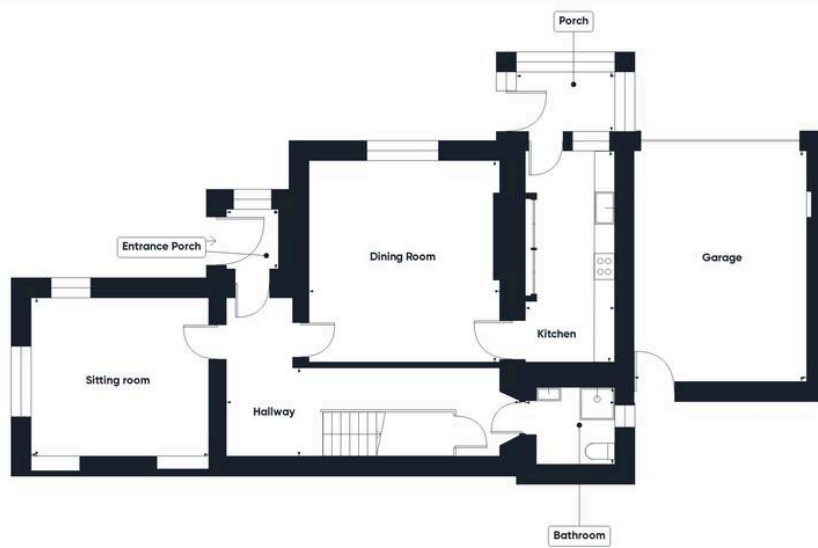 Porch
Entrance Porch
Dining Room
Garage
Kitchen
Sitting room
Hallway
Bathroom